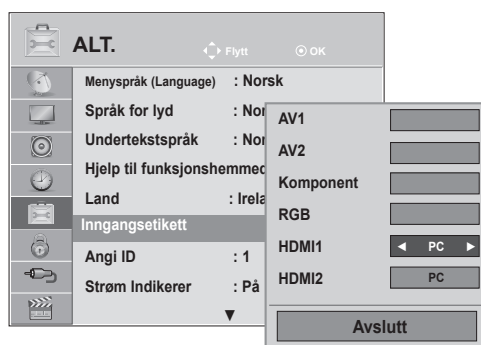 ALT.
Flytt
OK
Menyspråk (Language) : Norsk
Språk for lyd : Nor
Undertekstspråk : Nor
Hjelp til funksjonshemmed
Land : Irela
Inngangsetikett
Angi ID : 1
Strøm Indikerer : På
▼
AV1
AV2
Komponent
RGB
HDMI1 ◄ PC ►
HDMI2 PC
Avslutt